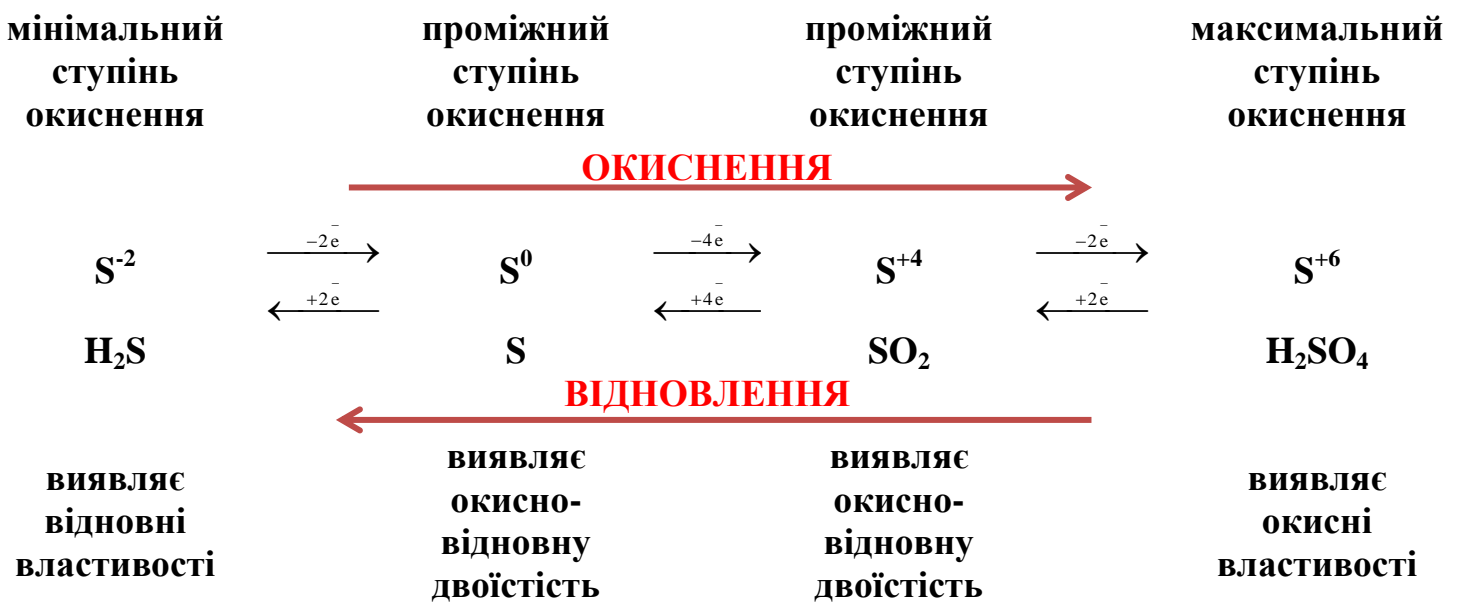 мінімальний
ступінь
окиснення
проміжний
ступінь
окиснення
проміжний
ступінь
окиснення
максимальний
ступінь
окиснення
ОКИСНЕННЯ
S⁻² −2e̅ S⁰ −4e̅ S⁺⁴ −2e̅ S⁺⁶
+2e̅ +4e̅ +2e̅
H₂S S SO₂ H₂SO₄
ВІДНОВЛЕННЯ
виявляє
відновні
властивості
виявляє
окисно-
відновну
двоїстість
виявляє
окисно-
відновну
двоїстість
виявляє
окисні
властивості